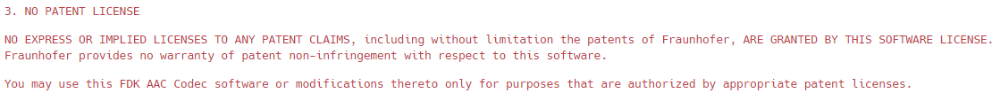 3. NO PATENT LICENSE
NO EXPRESS OR IMPLIED LICENSES TO ANY PATENT CLAIMS, including without limitation the patents of Fraunhofer, ARE GRANTED BY THIS SOFTWARE LICENSE.
Fraunhofer provides no warranty of patent non-infringement with respect to this software.
You may use this FDK AAC Codec software or modifications thereto only for purposes that are authorized by appropriate patent licenses.